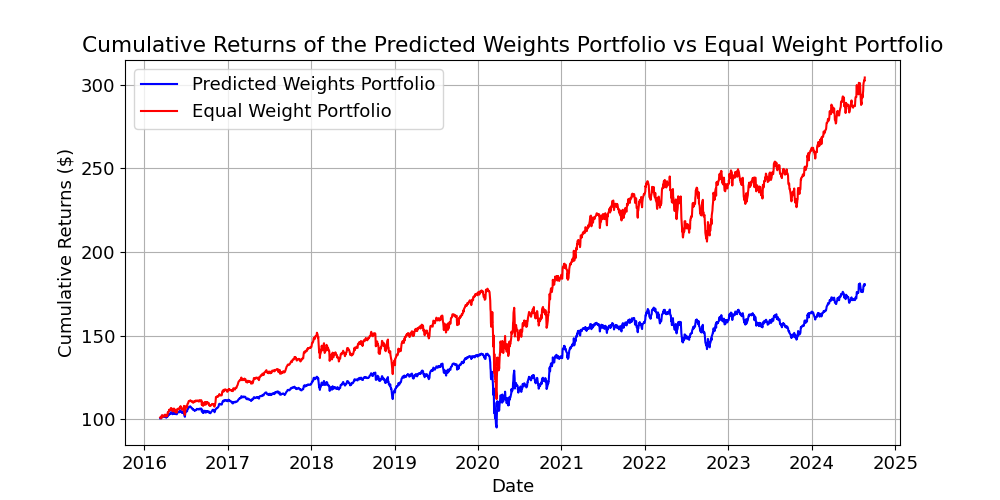 Cumulative Returns of the Predicted Weights Portfolio vs Equal Weight Portfolio
Predicted Weights Portfolio
Equal Weight Portfolio
Cumulative Returns ($)
300
250
200
150
100
2016 2017 2018 2019 2020 2021 2022 2023 2024 2025
Date